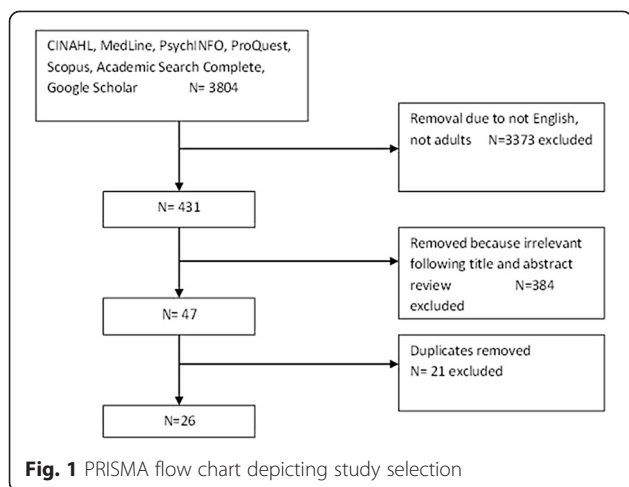 CINAHL, MedLine, PsychINFO, ProQuest,
Scopus, Academic Search Complete,
Google Scholar N= 3804
Removal due to not English,
not adults N=3373 excluded
N= 431
Removed because irrelevant
following title and abstract
review N=384
excluded
N= 47
Duplicates removed
N= 21 excluded
N=26
Fig. 1 PRISMA flow chart depicting study selection